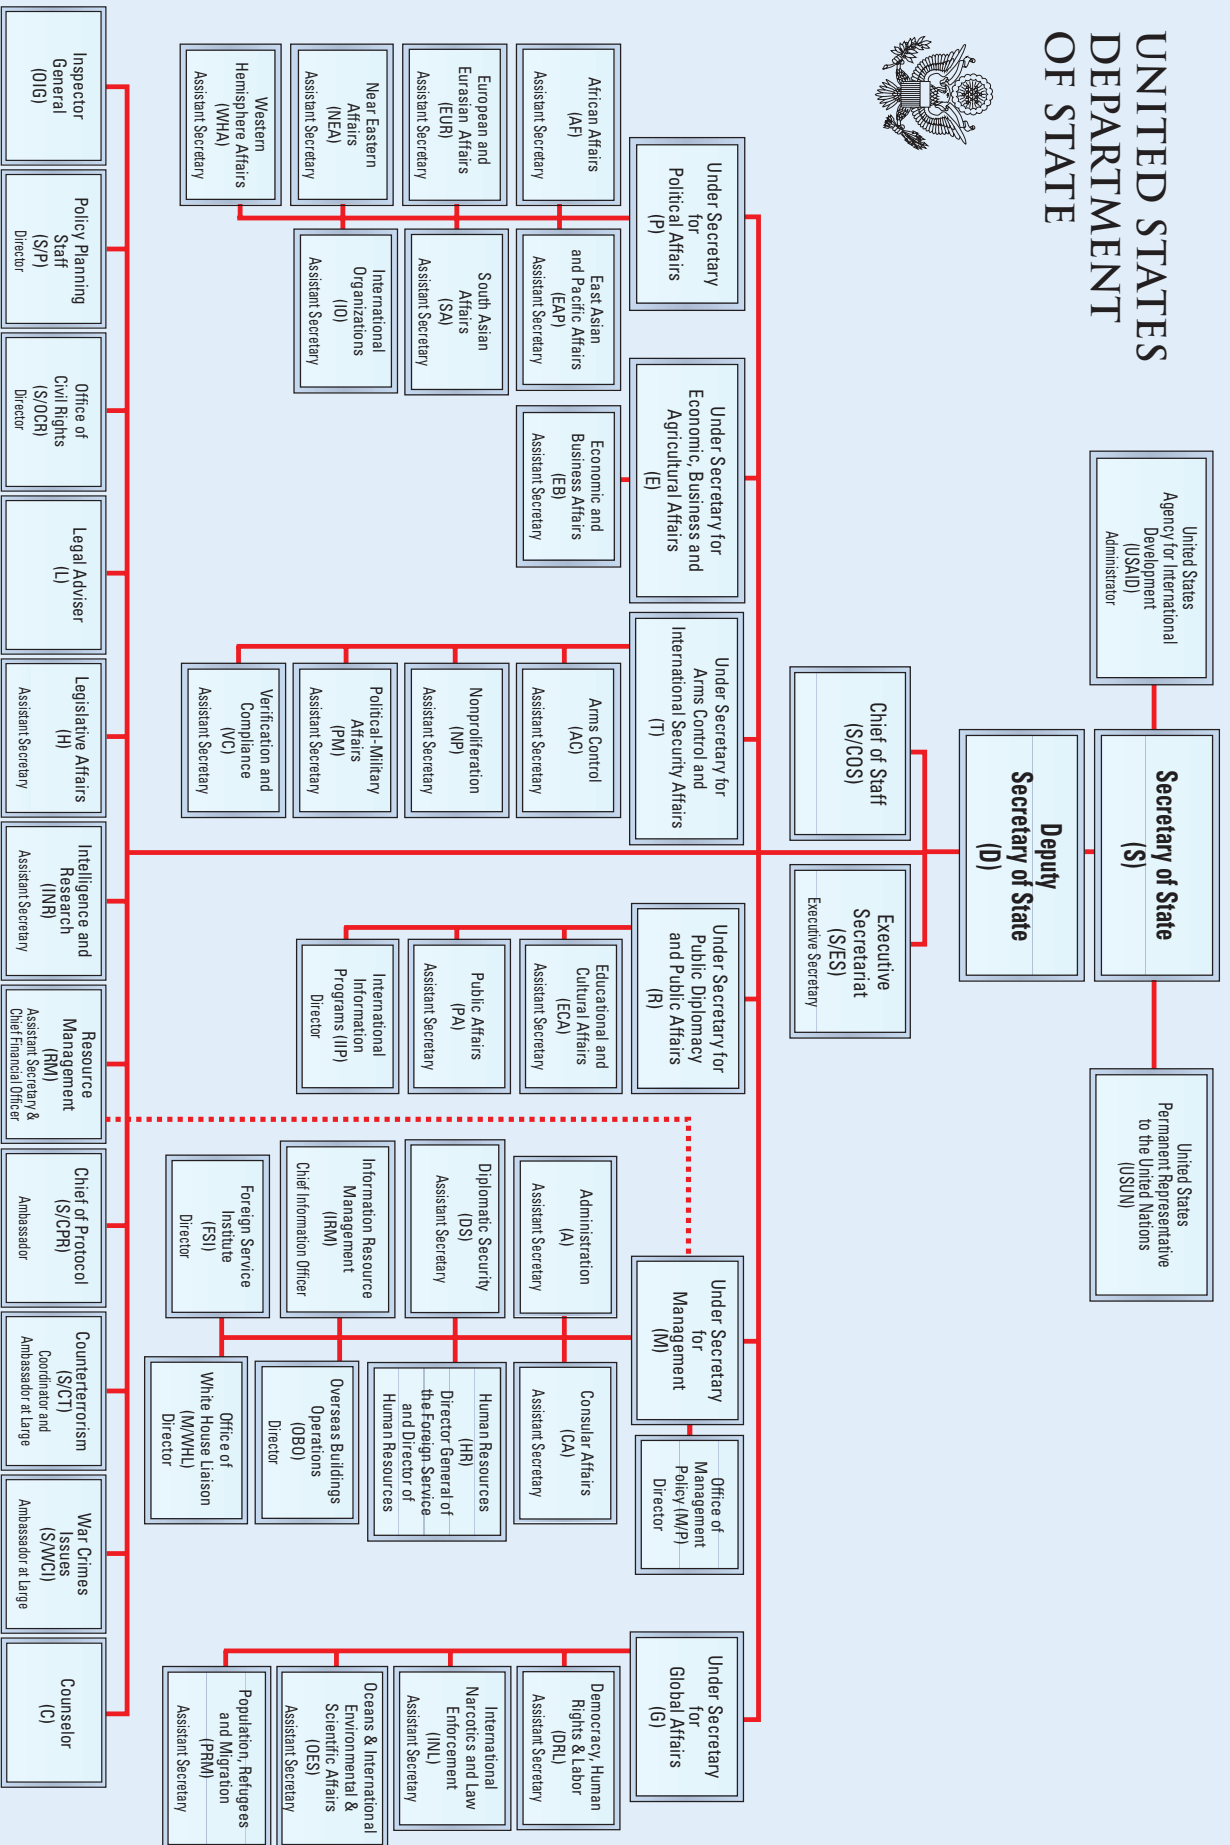 UNITED STATES
DEPARTMENT
OF STATE
United States
Agency for International
Development
(USAID)
Administrator
Secretary of State
(S)
United States
Permanent Representative
to the United Nations
(USUN)
Deputy
Secretary of State
(D)
Chief of Staff
(S/COS)
Executive
Secretariat
(S/ES)
Executive Secretary
Under Secretary
for
Political Affairs
(P)
Under Secretary for
Economic, Business and
Agricultural Affairs
(E)
Under Secretary for
Arms Control and
International Security Affairs
(T)
Under Secretary for
Public Diplomacy
and Public Affairs
(R)
Under Secretary
for
Management
(M)
Office of
Management
Policy (M/P)
Director
Under Secretary
for
Global Affairs
(G)
African Affairs
(AF)
Assistant Secretary
East Asian
and Pacific Affairs
(EAP)
Assistant Secretary
European and
Eurasian Affairs
(EUR)
Assistant Secretary
South Asian
Affairs
(SA)
Assistant Secretary
Near Eastern
Affairs
(NEA)
Assistant Secretary
International
Organizations
(IO)
Assistant Secretary
Western
Hemisphere Affairs
(WHA)
Assistant Secretary
Economic and
Business Affairs
(EB)
Assistant Secretary
Arms Control
(AC)
Assistant Secretary
Nonproliferation
(NP)
Assistant Secretary
Political-Military
Affairs
(PM)
Assistant Secretary
Verification and
Compliance
(VC)
Assistant Secretary
Educational and
Cultural Affairs
(ECA)
Assistant Secretary
Public Affairs
(PA)
Assistant Secretary
International
Information
Programs (IIP)
Director
Administration
(A)
Assistant Secretary
Consular Affairs
(CA)
Assistant Secretary
Diplomatic Security
(DS)
Assistant Secretary
Human Resources
(HR)
Director General of
the Foreign Service
and Director of
Human Resources
Information Resource
Management
(IRM)
Chief Information Officer
Overseas Buildings
Operations
(OBO)
Director
Foreign Service
Institute
(FSI)
Director
Office of
White House Liaison
(M/WHL)
Director
Democracy, Human
Rights & Labor
(DRL)
Assistant Secretary
International
Narcotics and Law
Enforcement
(INL)
Assistant Secretary
Oceans & International
Environmental &
Scientific Affairs
(OES)
Assistant Secretary
Population, Refugees
and Migration
(PRM)
Assistant Secretary
Inspector
General
(OIG)
Policy Planning
Staff
(S/P)
Director
Office of
Civil Rights
(S/OCR)
Director
Legal Adviser
(L)
Legislative Affairs
(H)
Assistant Secretary
Intelligence and
Research
(INR)
Assistant Secretary
Resource
Management
(RM)
Assistant Secretary &
Chief Financial Officer
Chief of Protocol
(S/CPR)
Ambassador
Counterterrorism
(S/CT)
Coordinator and
Ambassador at Large
War Crimes
Issues
(S/WCI)
Ambassador at Large
Counselor
(C)